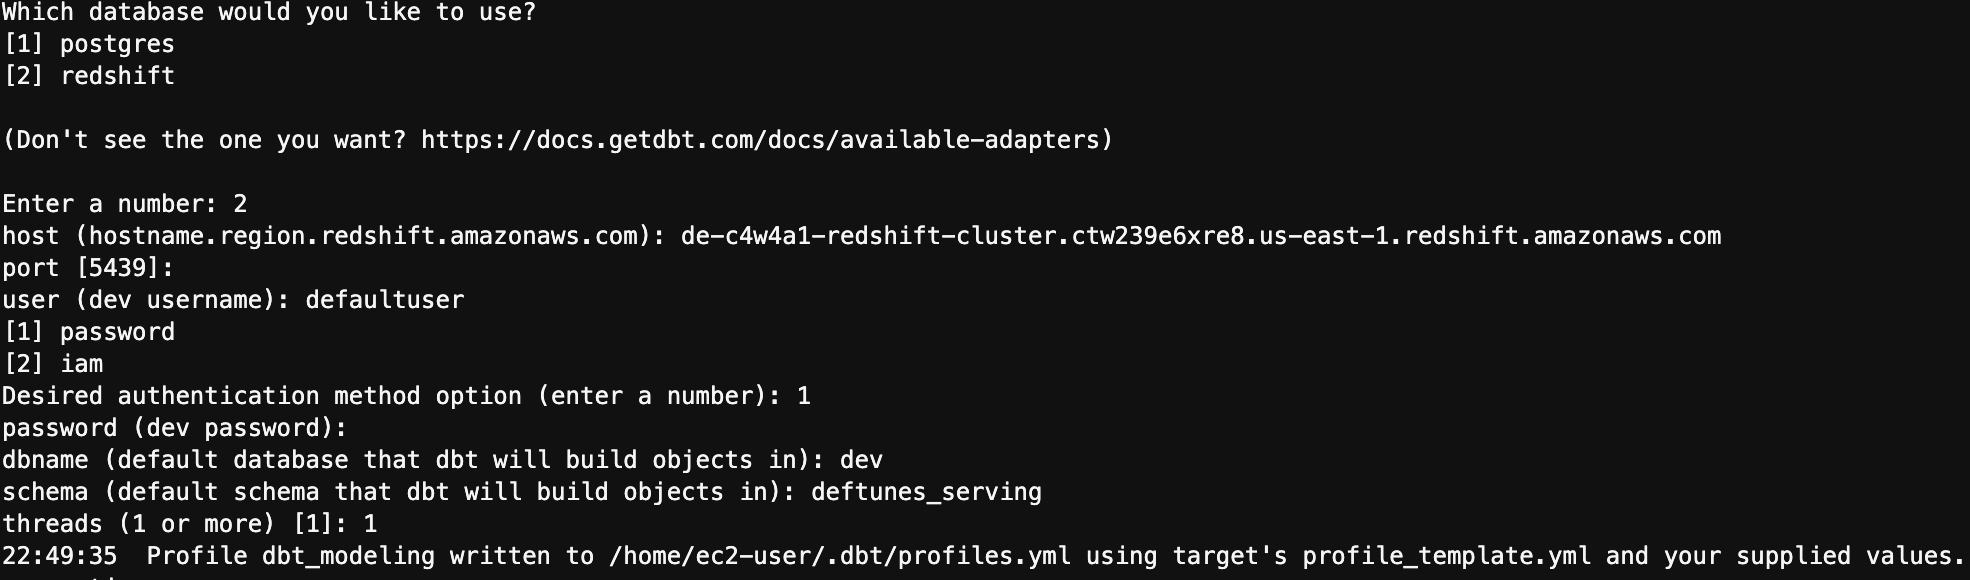 Which database would you like to use?
[1] postgres
[2] redshift
(Don't see the one you want? https://docs.getdbt.com/docs/available-adapters)
Enter a number: 2
host (hostname.region.redshift.amazonaws.com): de-c4w4a1-redshift-cluster.ctw239e6xre8.us-east-1.redshift.amazonaws.com
port [5439]:
user (dev username): defaultuser
[1] password
[2] iam
Desired authentication method option (enter a number): 1
password (dev password):
dbname (default database that dbt will build objects in): dev
schema (default schema that dbt will build objects in): deftunes_serving
threads (1 or more) [1]: 1
22:49:35  Profile dbt_modeling written to /home/ec2-user/.dbt/profiles.yml using target's profile_template.yml and your supplied values.